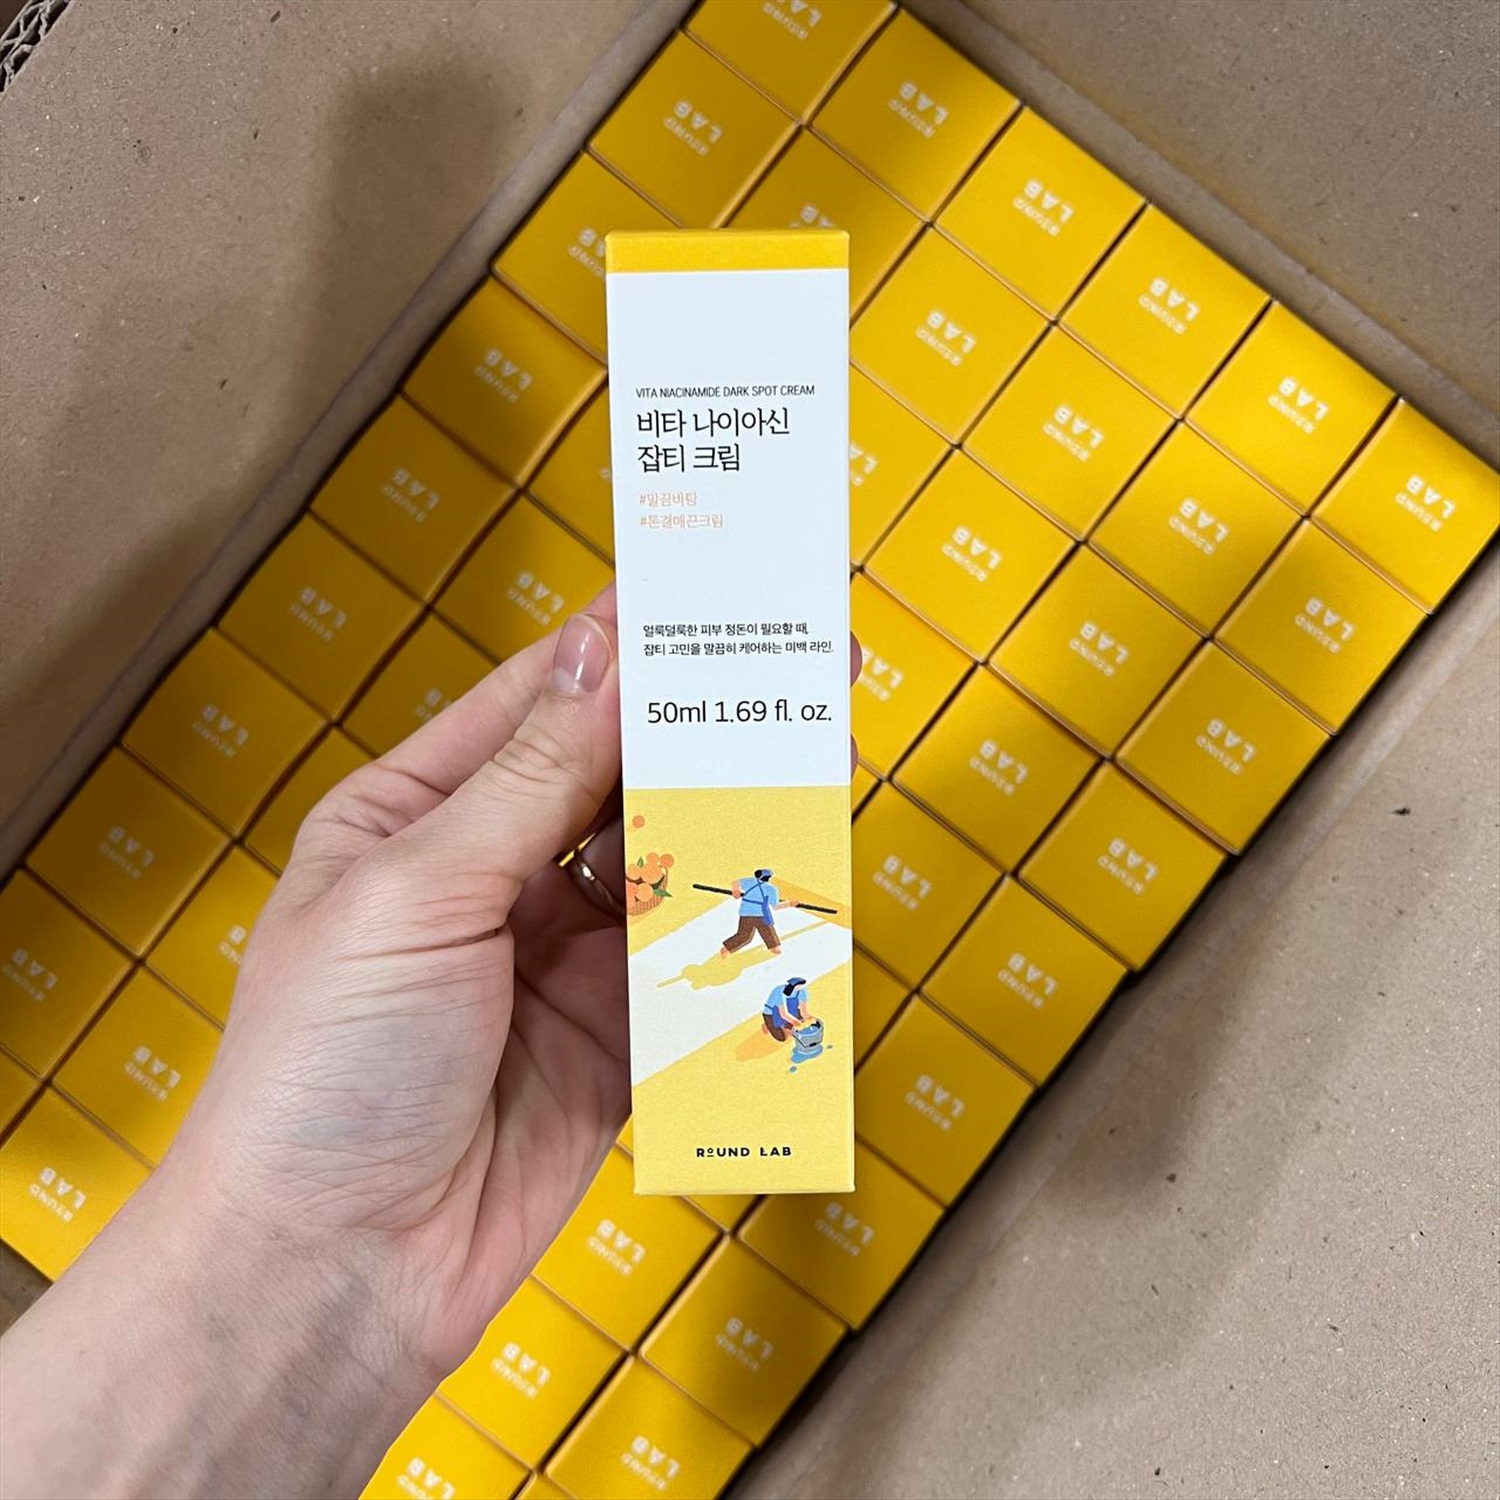 VITA NIACINAMIDE DARK SPOT CREAM
비타 나이아신
잡티 크림
#말끔바탕
#톤결매끈크림
얼룩덜룩한 피부 정돈이 필요할 때,
잡티 고민을 말끔히 케어하는 미백 라인.
50ml 1.69 fl. oz.
ROUND LAB